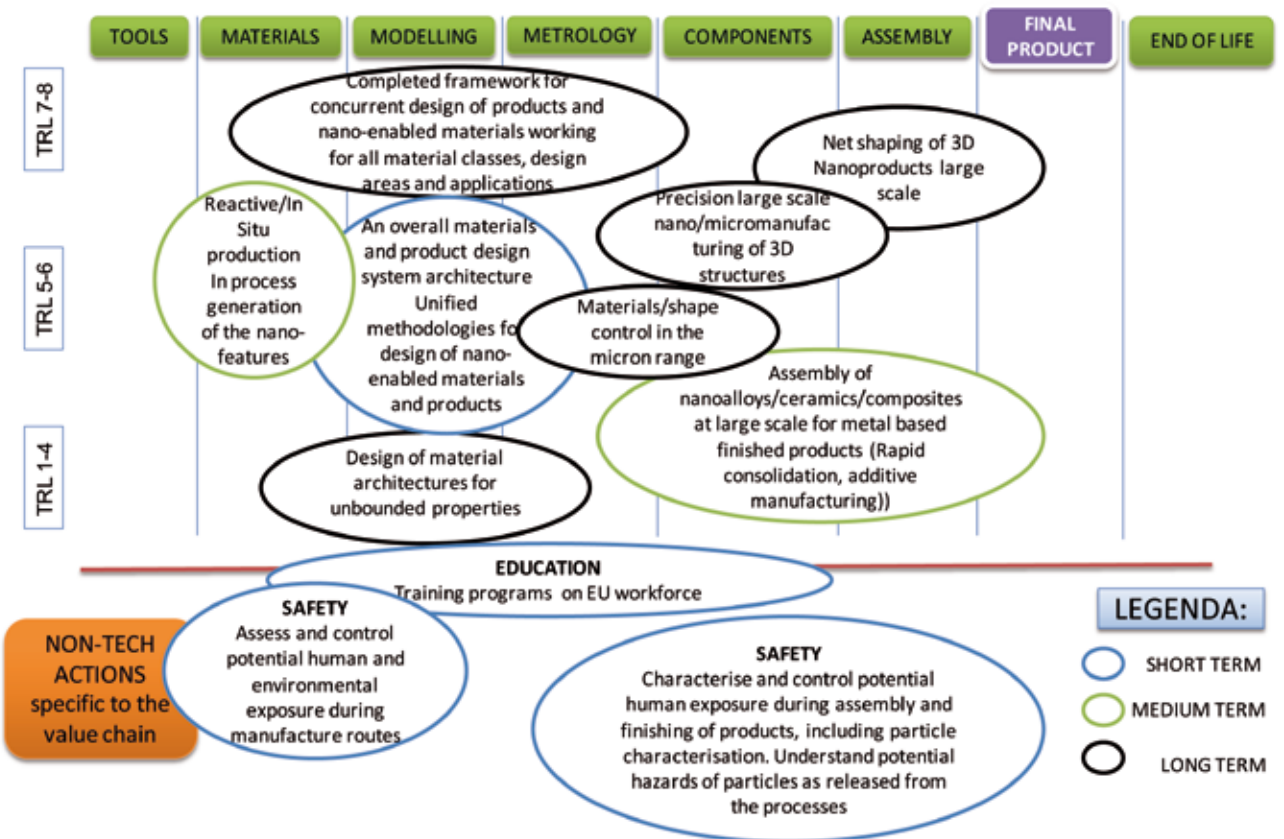 TOOLS
MATERIALS
MODELLING
METROLOGY
COMPONENTS
ASSEMBLY
FINAL
PRODUCT
END OF LIFE
TRL 7-8
TRL 5-6
TRL 1-4
Completed framework for
concurrent design of products and
nano-enabled materials working
for all material classes, design
areas and applications
Net shaping of 3D
Nanoproducts large
scale
Reactive/In
Situ
production
In process
generation
of the nano-
features
An overall materials
and product design
system architecture
Unified
methodologies fo
design of nano-
enabled materials
and products
Precision large scale
nano/micromanufac
turing of 3D
structures
Materials/shape
control in the
micron range
Assembly of
nanoalloys/ceramics/composites
at large scale for metal based
finished products (Rapid
consolidation, additive
manufacturing))
Design of material
architectures for
unbounded properties
EDUCATION
Training programs on EU workforce
NON-TECH
ACTIONS
specific to the
value chain
SAFETY
Assess and control
potential human and
environmental
exposure during
manufacture routes
SAFETY
Characterise and control potential
human exposure during assembly and
finishing of products, including particle
characterisation. Understand potential
hazards of particles as released from
the processes
LEGENDA:
SHORT TERM
MEDIUM TERM
LONG TERM